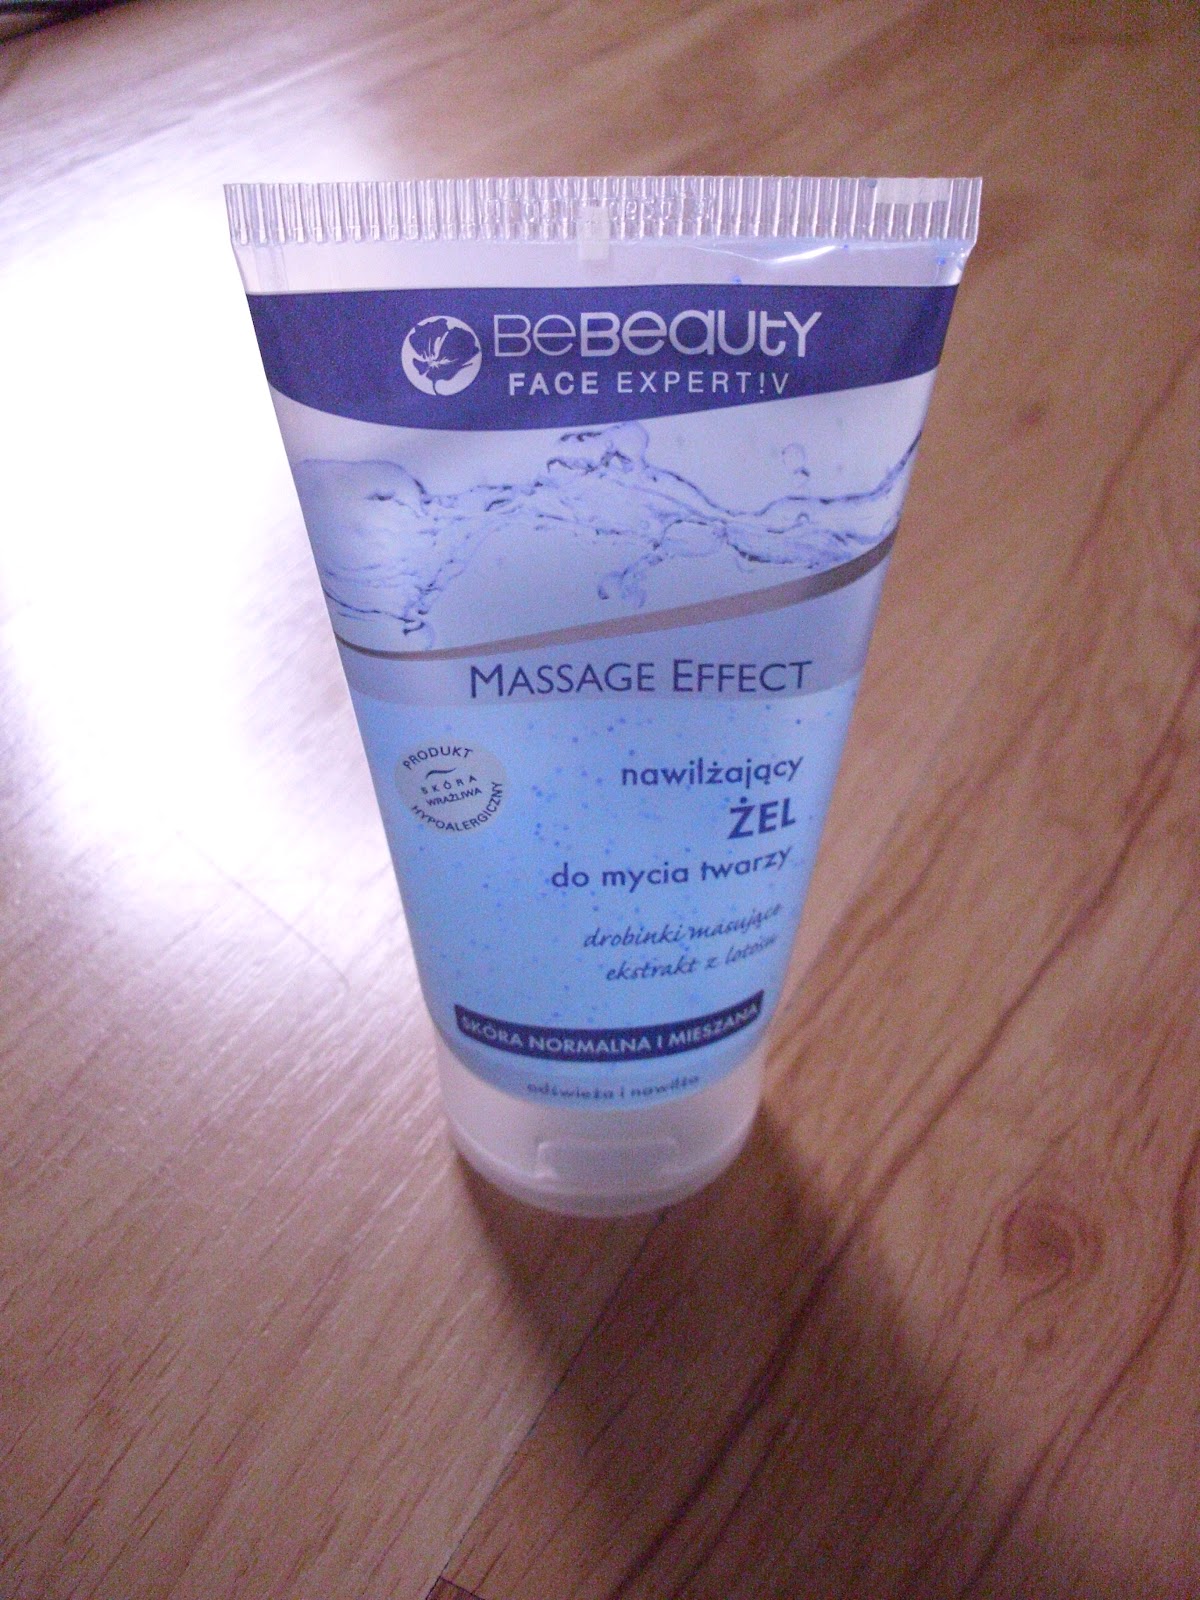 BeBeauty
FACE EXPERT!V
MASSAGE EFFECT
PRODUKT
SKÓRA
WRAŻLIWA
HYPOALERGICZNY
nawilżający
ŻEL
do mycia twarzy
drobinki masujące
ekstrakt z lotosu
SKÓRA NORMALNA I MIESZANA
odświeża i nawilża